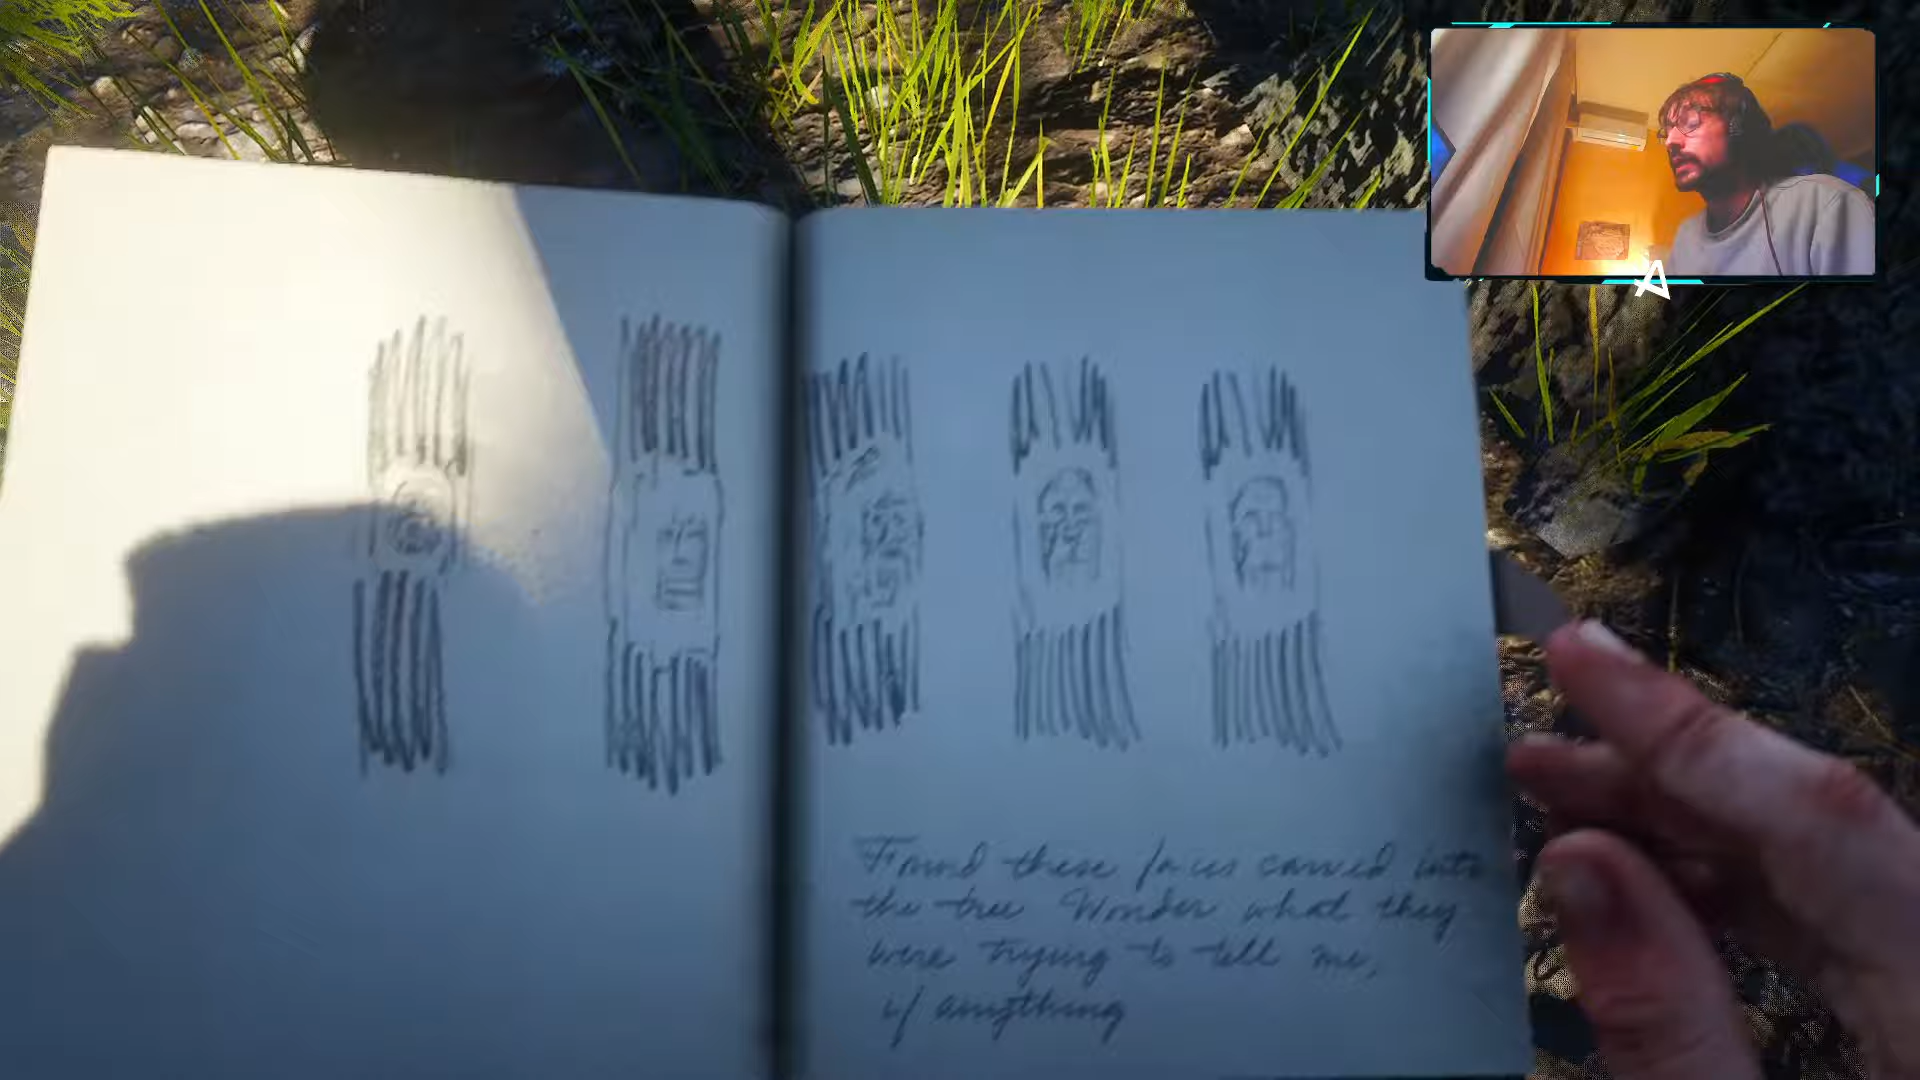 Found these faces carved into
the tree Wonder what they
were trying to tell me,
if anything